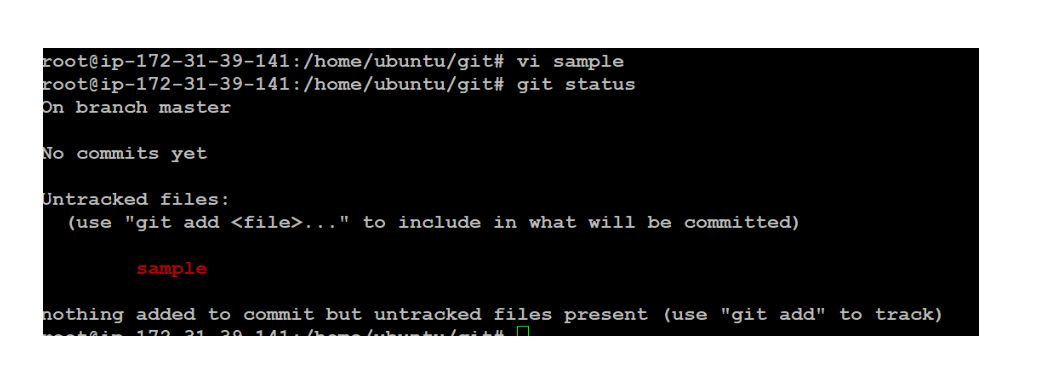 root@ip-172-31-39-141:/home/ubuntu/git# vi sample
root@ip-172-31-39-141:/home/ubuntu/git# git status
On branch master
No commits yet
Untracked files:
(use "git add <file>..." to include in what will be committed)
sample
nothing added to commit but untracked files present (use "git add" to track)
root@ip-172-31-39-141:/home/ubuntu/git#